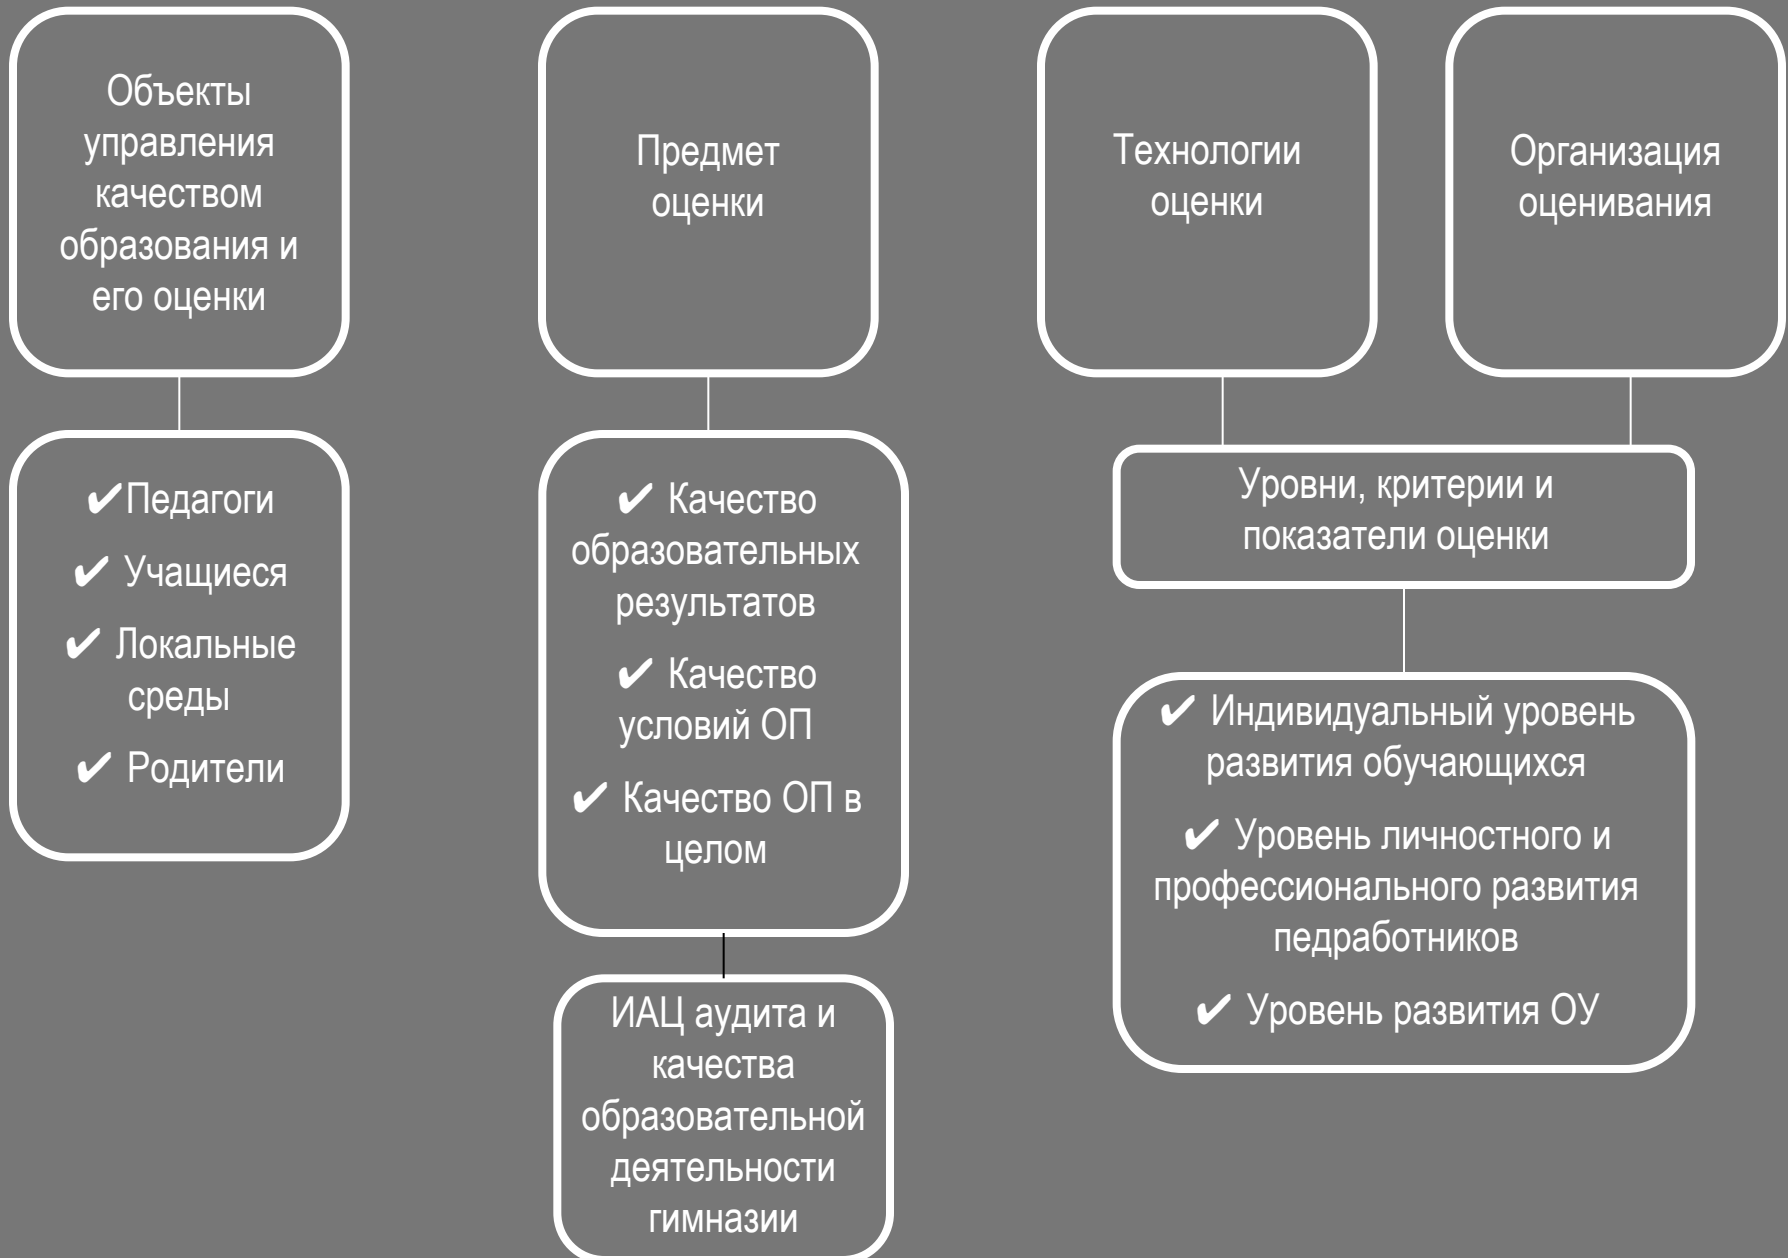 Объекты
управления
качеством
образования и
его оценки
Предмет
оценки
Технологии
оценки
Организация
оценивания
✔Педагоги
✔ Учащиеся
✔ Локальные
среды
✔ Родители
✔ Качество
образовательных
результатов
✔ Качество
условий ОП
✔ Качество ОП в
целом
ИАЦ аудита и
качества
образовательной
деятельности
гимназии
Уровни, критерии и
показатели оценки
✔ Индивидуальный уровень
развития обучающихся
✔ Уровень личностного и
профессионального развития
педработников
✔ Уровень развития ОУ